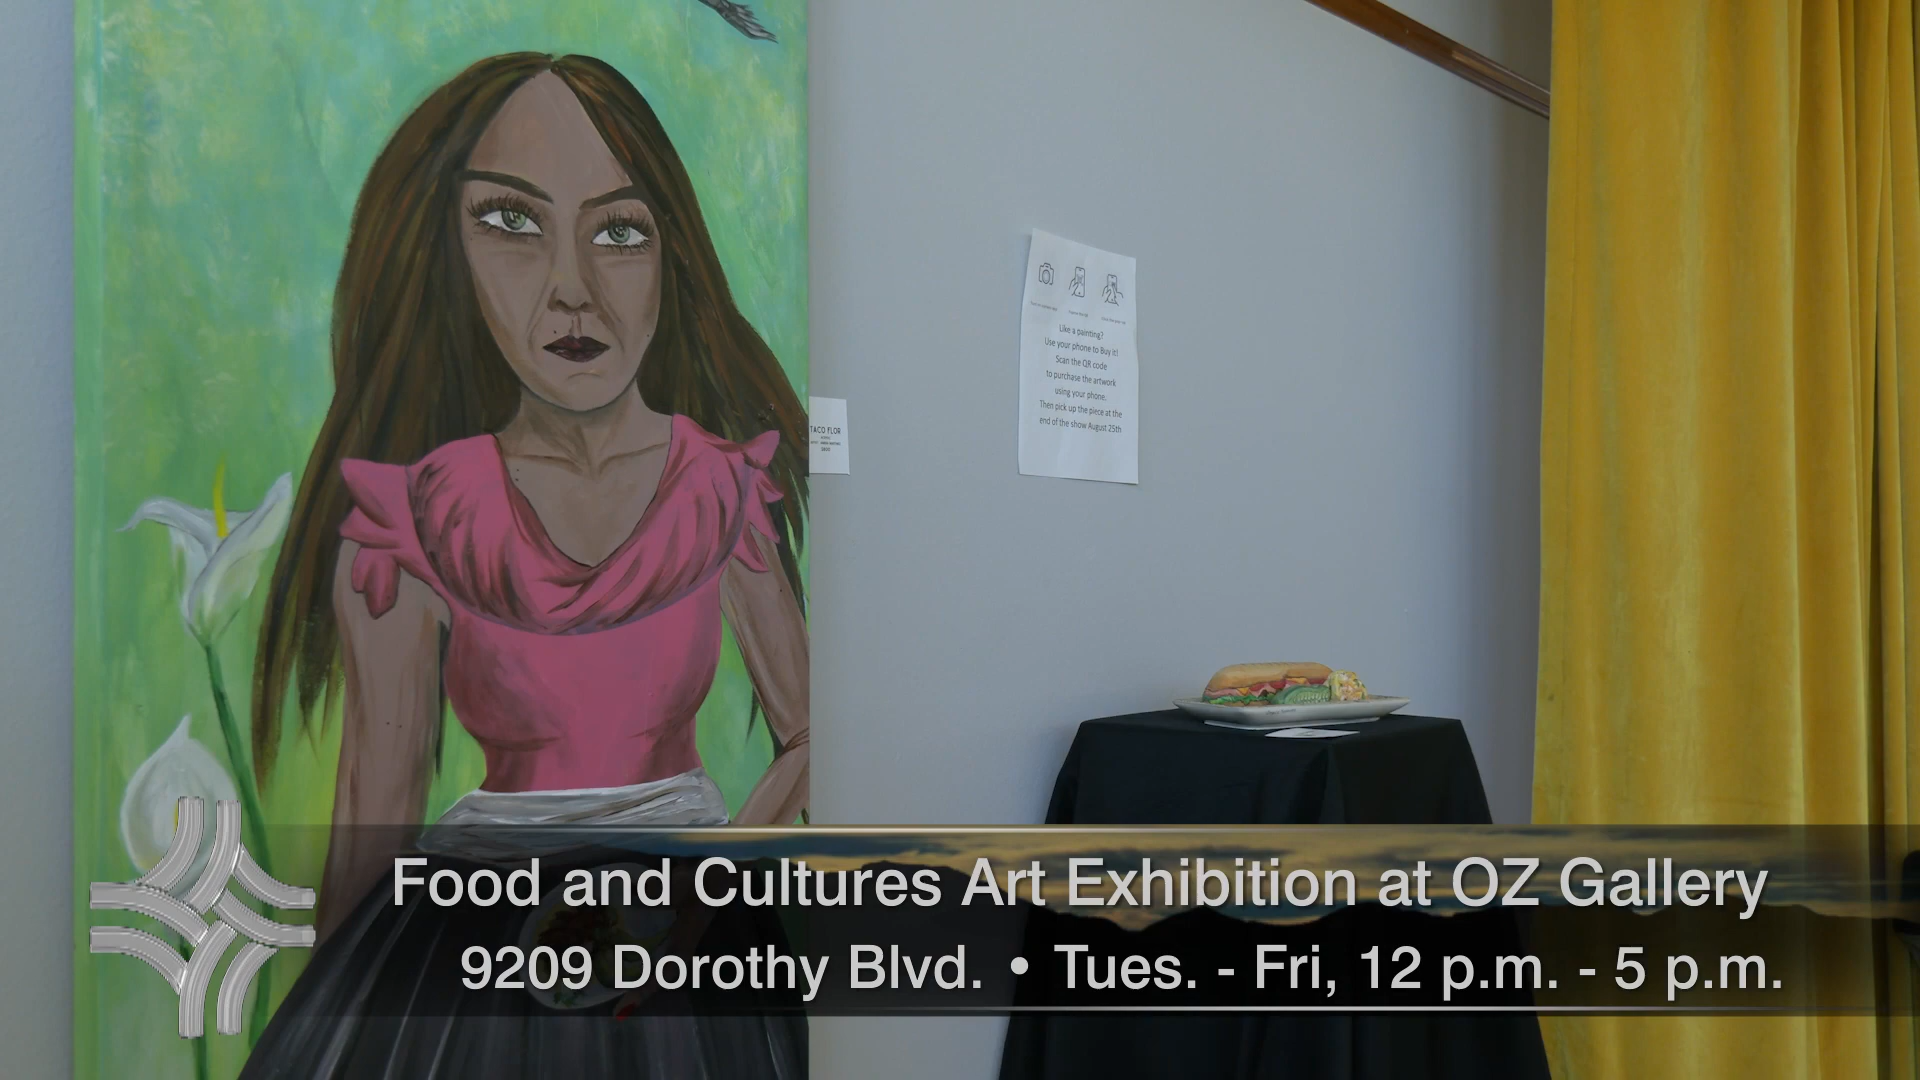 Like a painting?
Use your phone to Buy it!
Scan the QR code
to purchase the artwork
using your phone.
Then pick up the piece at the
end of the show August 25th
TACO FLOR
Food and Cultures Art Exhibition at OZ Gallery
9209 Dorothy Blvd. • Tues. - Fri, 12 p.m. - 5 p.m.